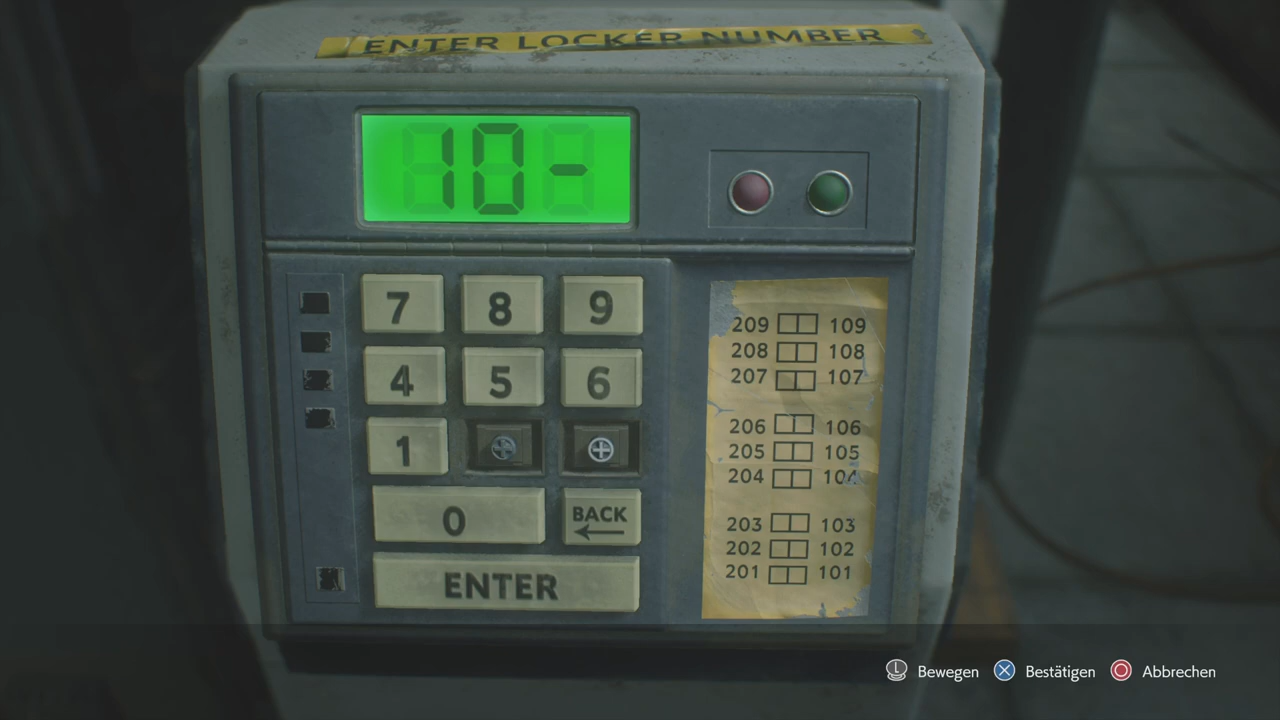 ENTER LOCKER NUMBER
10-
7 8 9
4 5 6
1
0 BACK
ENTER
209 109
208 108
207 107
206 106
205 105
204 104
203 103
202 102
201 101
L Bewegen Bestätigen Abbrechen